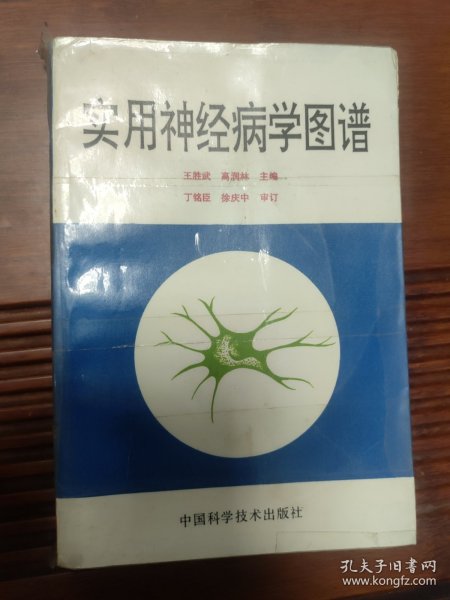 实用神经病学图谱
王胜武 高润林 主编
丁铭臣 徐庆中 审订
中国科学技术出版社
孔夫子旧书网
www.kongfz.com